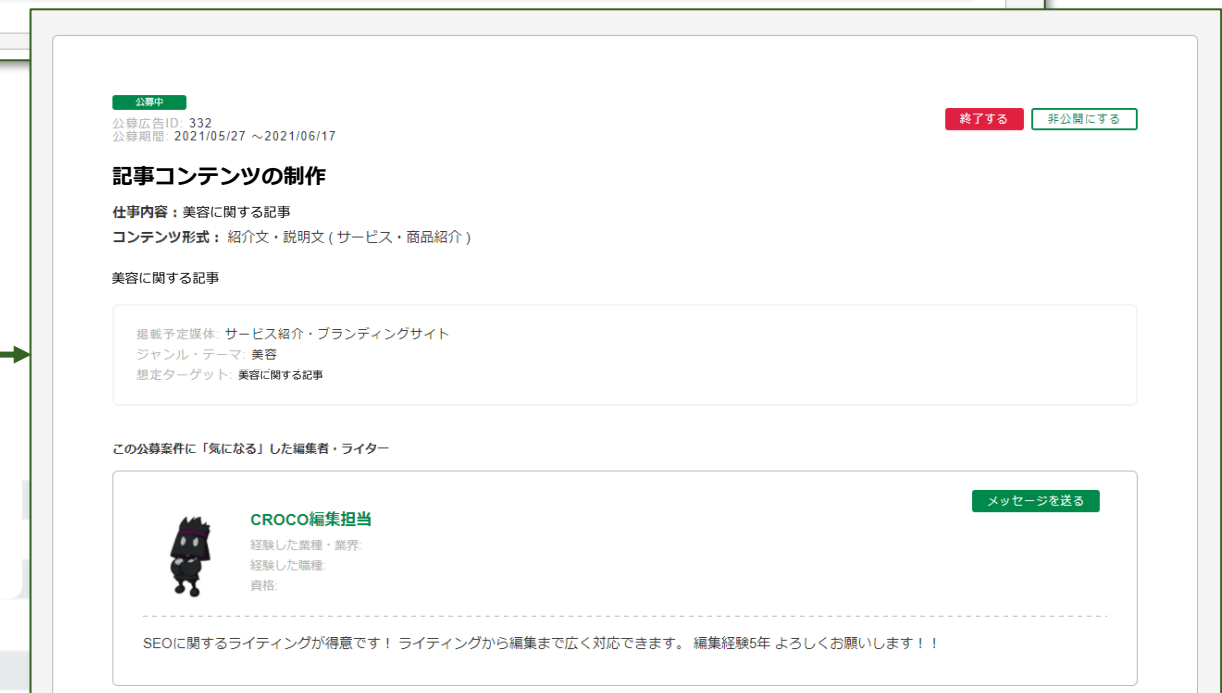 公募中
公募広告ID: 332
公募期間: 2021/05/27 ～2021/06/17
終了する
非公開にする
記事コンテンツの制作
仕事内容：美容に関する記事
コンテンツ形式： 紹介文・説明文 ( サービス・商品紹介 )
美容に関する記事
掲載予定媒体: サービス紹介・ブランディングサイト
ジャンル・テーマ: 美容
想定ターゲット: 美容に関する記事
この公募案件に「気になる」した編集者・ライター
メッセージを送る
CROCO編集担当
経験した業種・業界:
経験した職種:
資格:
SEOに関するライティングが得意です！ ライティングから編集まで広く対応できます。 編集経験5年 よろしくお願いします！！